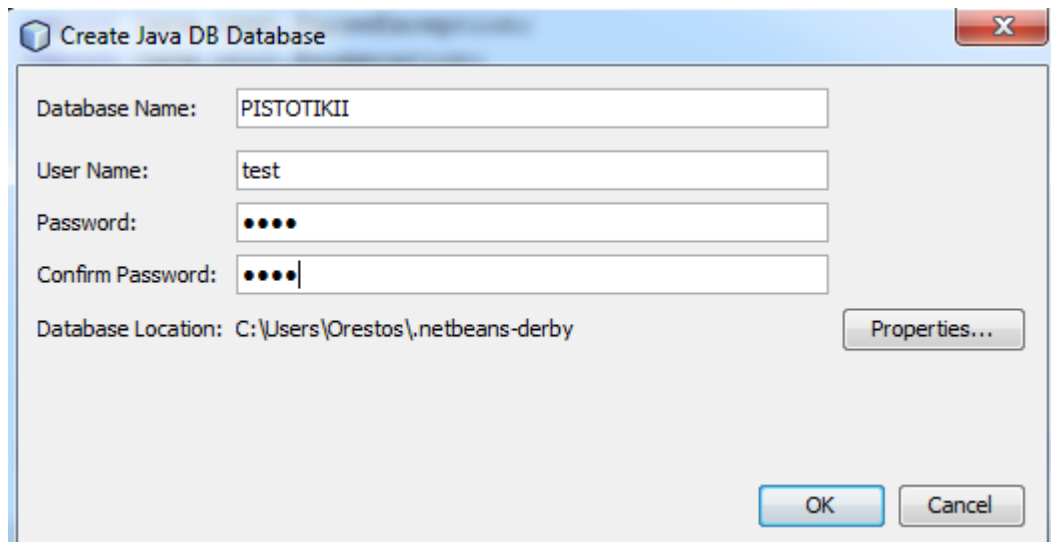 Create Java DB Database
Database Name: PISTOTIKII
User Name: test
Password: ●●●●
Confirm Password: ●●●●
Database Location: C:\Users\Orestos\.netbeans-derby Properties...
OK Cancel